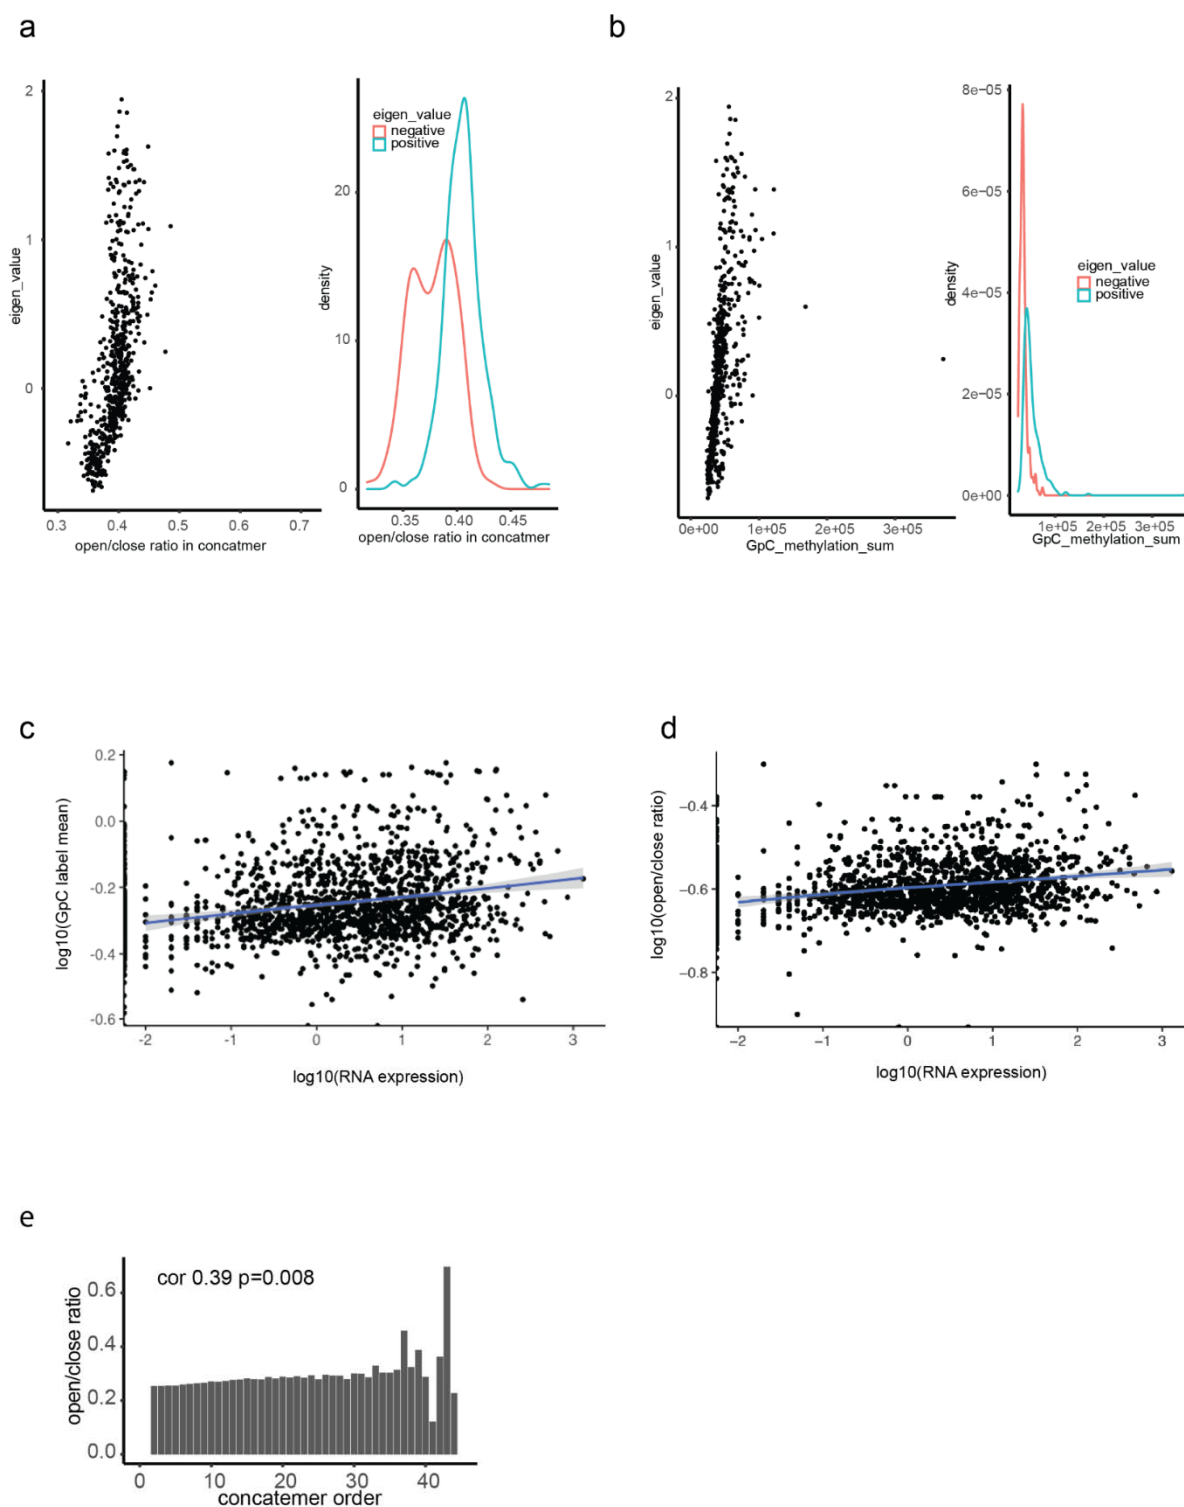 a
eigen_value
2
1
0
0.3 0.4 0.5 0.6 0.7
open/close ratio in concatmer
density
20
10
0
eigen_value
negative
positive
0.35 0.40 0.45
open/close ratio in concatmer
b
eigen_value
2
1
0
0e+00 1e+05 2e+05 3e+05
GpC_methylation_sum
density
8e-05
6e-05
4e-05
2e-05
0e+00
eigen_value
negative
positive
1e+05 2e+05 3e+05
GpC_methylation_sum
c
log10(GpC label mean)
0.2
0.0
-0.2
-0.4
-0.6
-2 -1 0 1 2 3
log10(RNA expression)
d
log10(open/close ratio)
−0.4
−0.6
−0.8
−2 −1 0 1 2 3
log10(RNA expression)
e
open/close ratio
0.6
0.4
0.2
0.0
cor 0.39 p=0.008
0 10 20 30 40
concatemer order